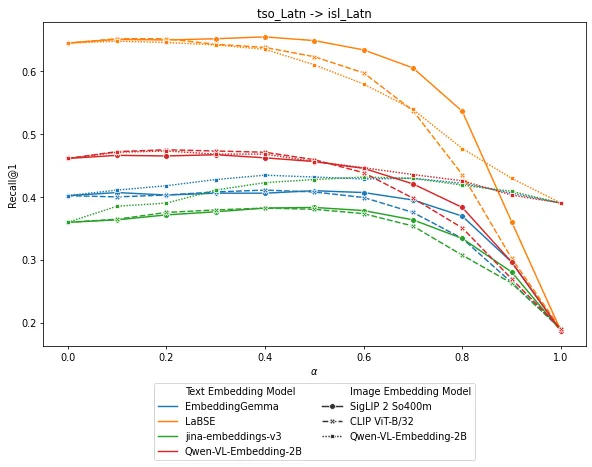 tso_Latn -> isl_Latn
Recall@1
0.6
0.5
0.4
0.3
0.2
0.0 0.2 0.4 0.6 0.8 1.0
α
Text Embedding Model Image Embedding Model
EmbeddingGemma SigLIP 2 So400m
LaBSE CLIP ViT-B/32
jina-embeddings-v3 Qwen-VL-Embedding-2B
Qwen-VL-Embedding-2B